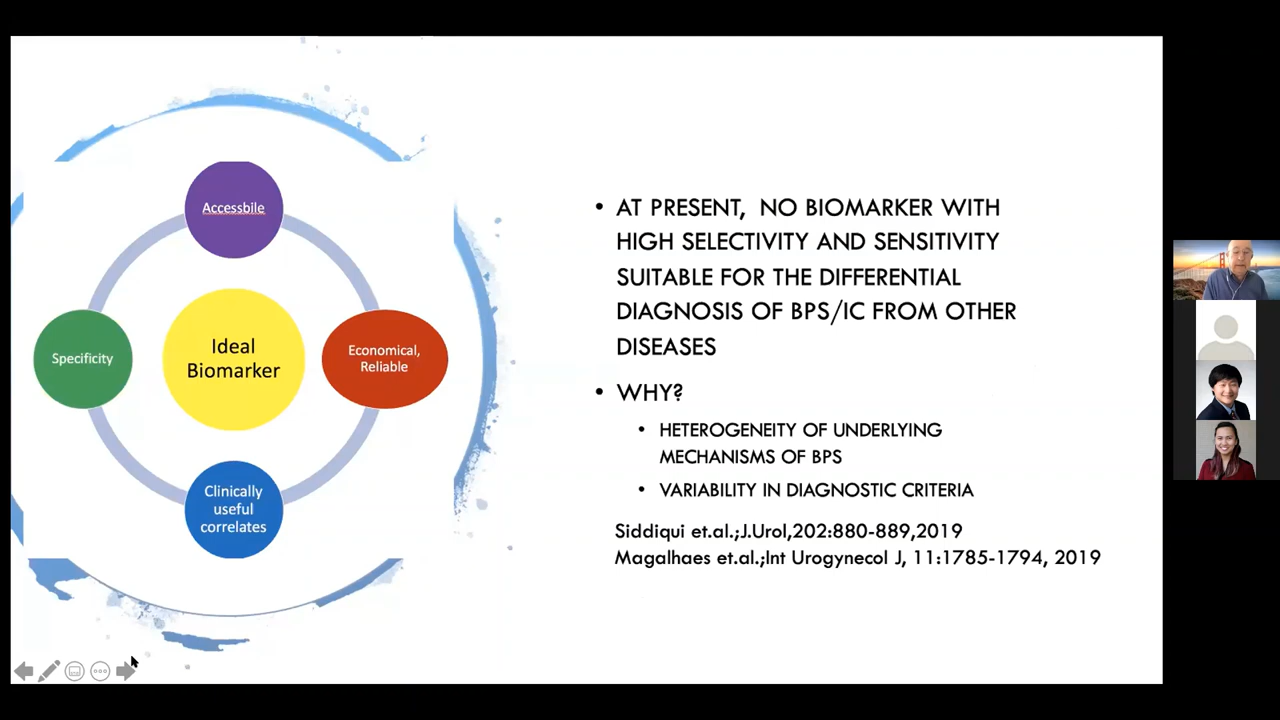 Accessbile
Specificity
Ideal
Biomarker
Economical,
Reliable
Clinically
useful
correlates
• AT PRESENT, NO BIOMARKER WITH
HIGH SELECTIVITY AND SENSITIVITY
SUITABLE FOR THE DIFFERENTIAL
DIAGNOSIS OF BPS/IC FROM OTHER
DISEASES
• WHY?
• HETEROGENEITY OF UNDERLYING
MECHANISMS OF BPS
• VARIABILITY IN DIAGNOSTIC CRITERIA
Siddiqui et.al.;J.Urol,202:880-889,2019
Magalhaes et.al.;Int Urogynecol J, 11:1785-1794, 2019